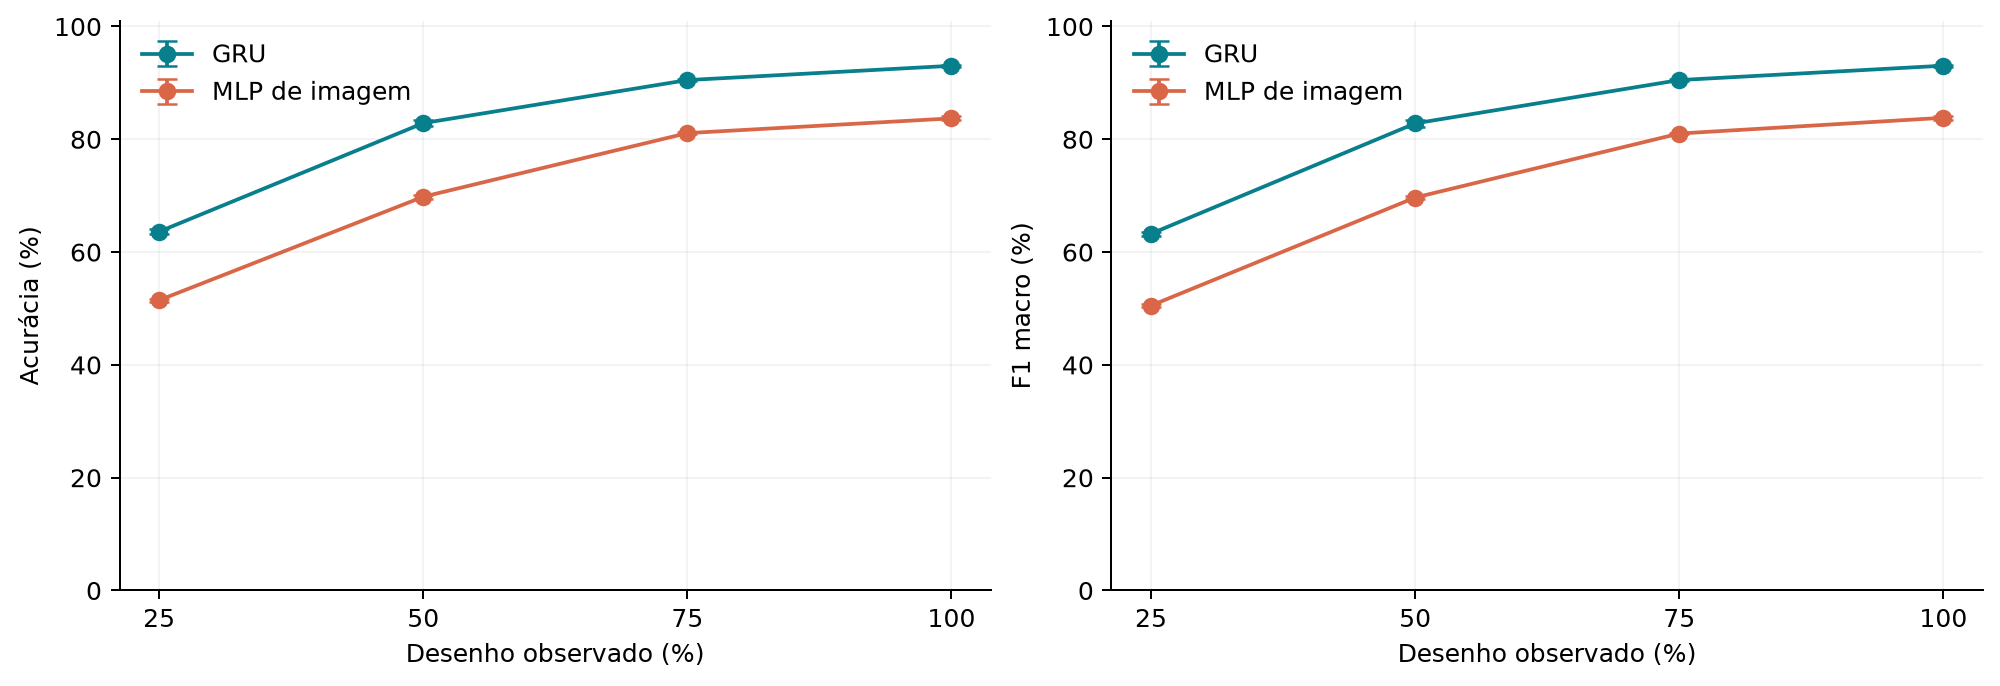 100
80
60
40
20
0
Acurácia (%)
GRU
MLP de imagem
25 50 75 100
Desenho observado (%)
100
80
60
40
20
0
F1 macro (%)
GRU
MLP de imagem
25 50 75 100
Desenho observado (%)